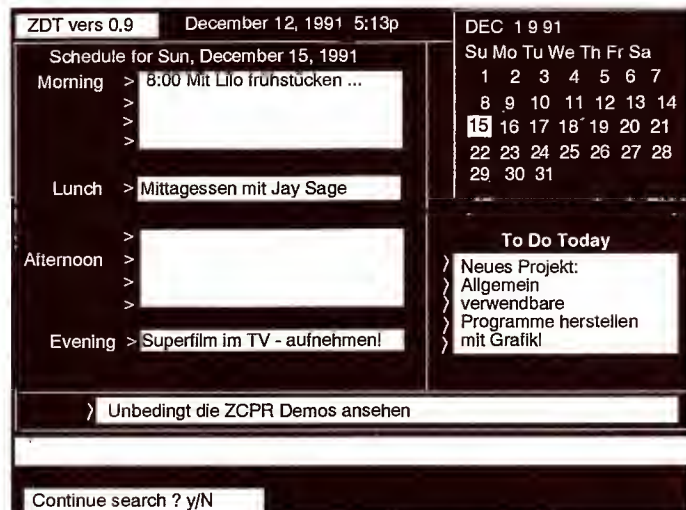 ZDT vers 0.9
December 12, 1991 5:13p
Schedule for Sun, December 15, 1991
Morning > 8:00 Mit Lilo frühstücken ...
>
>
>
Lunch > Mittagessen mit Jay Sage
>
Afternoon >
>
>
Evening > Superfilm im TV - aufnehmen!
DEC 1991
Su Mo Tu We Th Fr Sa
1 2 3 4 5 6 7
8 9 10 11 12 13 14
15 16 17 18 19 20 21
22 23 24 25 26 27 28
29 30 31
To Do Today
> Neues Projekt:
> Allgemein
> verwendbare
> Programme herstellen
> mit Grafik!
> Unbedingt die ZCPR Demos ansehen
Continue search ? y/N